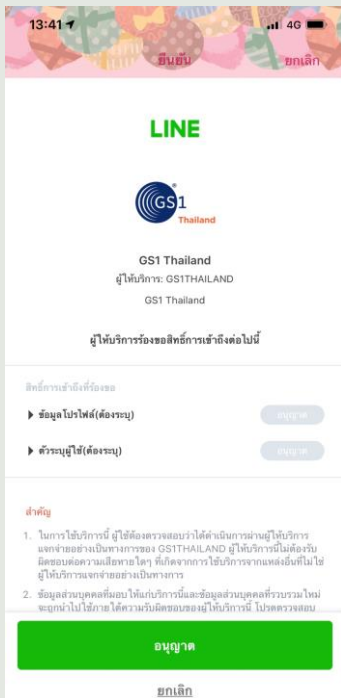 13:41
4G
ยืนยัน
ยกเลิก
LINE
GS1
Thailand
GS1 Thailand
ผู้ให้บริการ: GS1THAILAND
GS1 Thailand
ผู้ให้บริการร้องขอสิทธิ์การเข้าถึงต่อไปนี้
สิทธิ์การเข้าถึงที่ร้องขอ
ข้อมูลโปรไฟล์(ต้องระบุ)
อนุญาต
ตัวระบุผู้ใช้(ต้องระบุ)
อนุญาต
สำคัญ
1. ในการใช้บริการนี้ ผู้ใช้ต้องตรวจสอบว่าได้ดำเนินการผ่านผู้ให้บริการ
แจกจ่ายอย่างเป็นทางการของ GS1THAILAND ผู้ให้บริการนี้ไม่ต้องรับ
ผิดชอบต่อความเสียหายใดๆ ที่เกิดจากการใช้บริการจากแหล่งอื่นที่ไม่ใช่
ผู้ให้บริการแจกจ่ายอย่างเป็นทางการ
2. ข้อมูลส่วนบุคคลที่มอบให้แก่บริการนี้และข้อมูลส่วนบุคคลที่รวบรวมใหม่
จะถูกนำไปใช้ภายใต้ความรับผิดชอบของผู้ให้บริการนี้ โปรดตรวจสอบ
อนุญาต
ยกเลิก